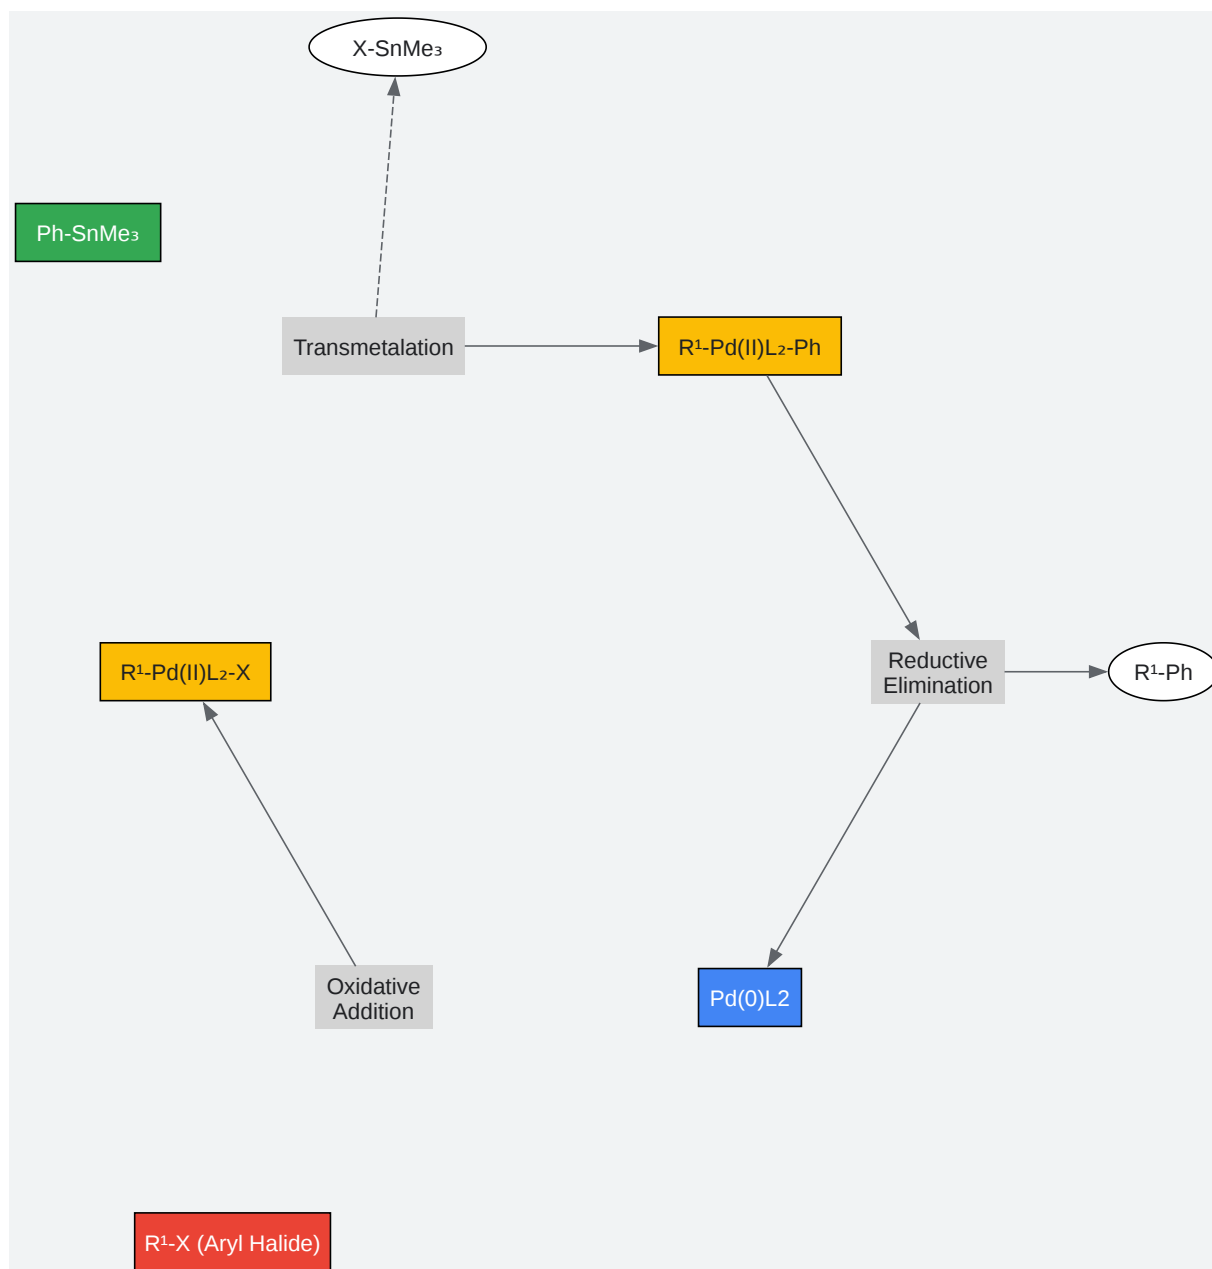 X-SnMe₃
Ph-SnMe₃
Transmetalation
R¹-Pd(II)L₂-Ph
R¹-Pd(II)L₂-X
Reductive
Elimination
R¹-Ph
Oxidative
Addition
Pd(0)L2
R¹-X (Aryl Halide)